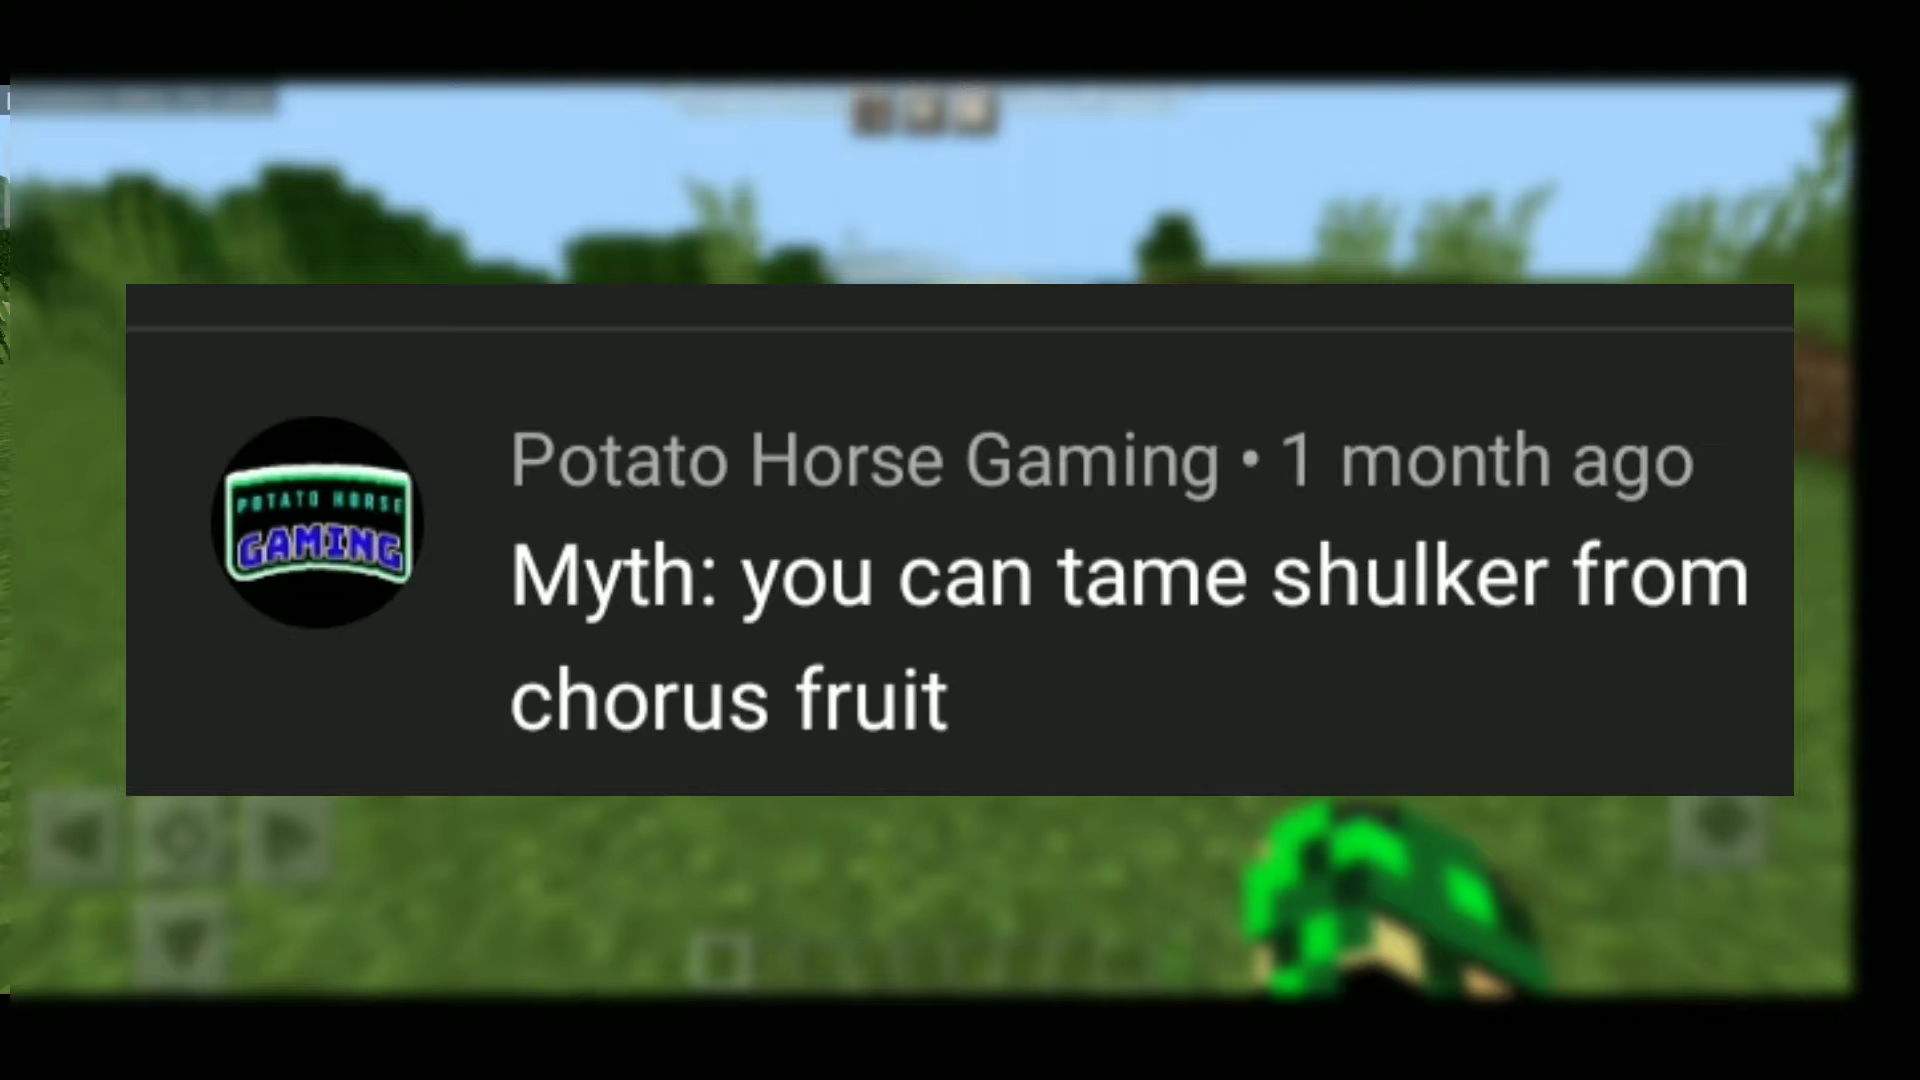 Potato Horse Gaming • 1 month ago
POTATO HORSE
GAMING
Myth: you can tame shulker from
chorus fruit